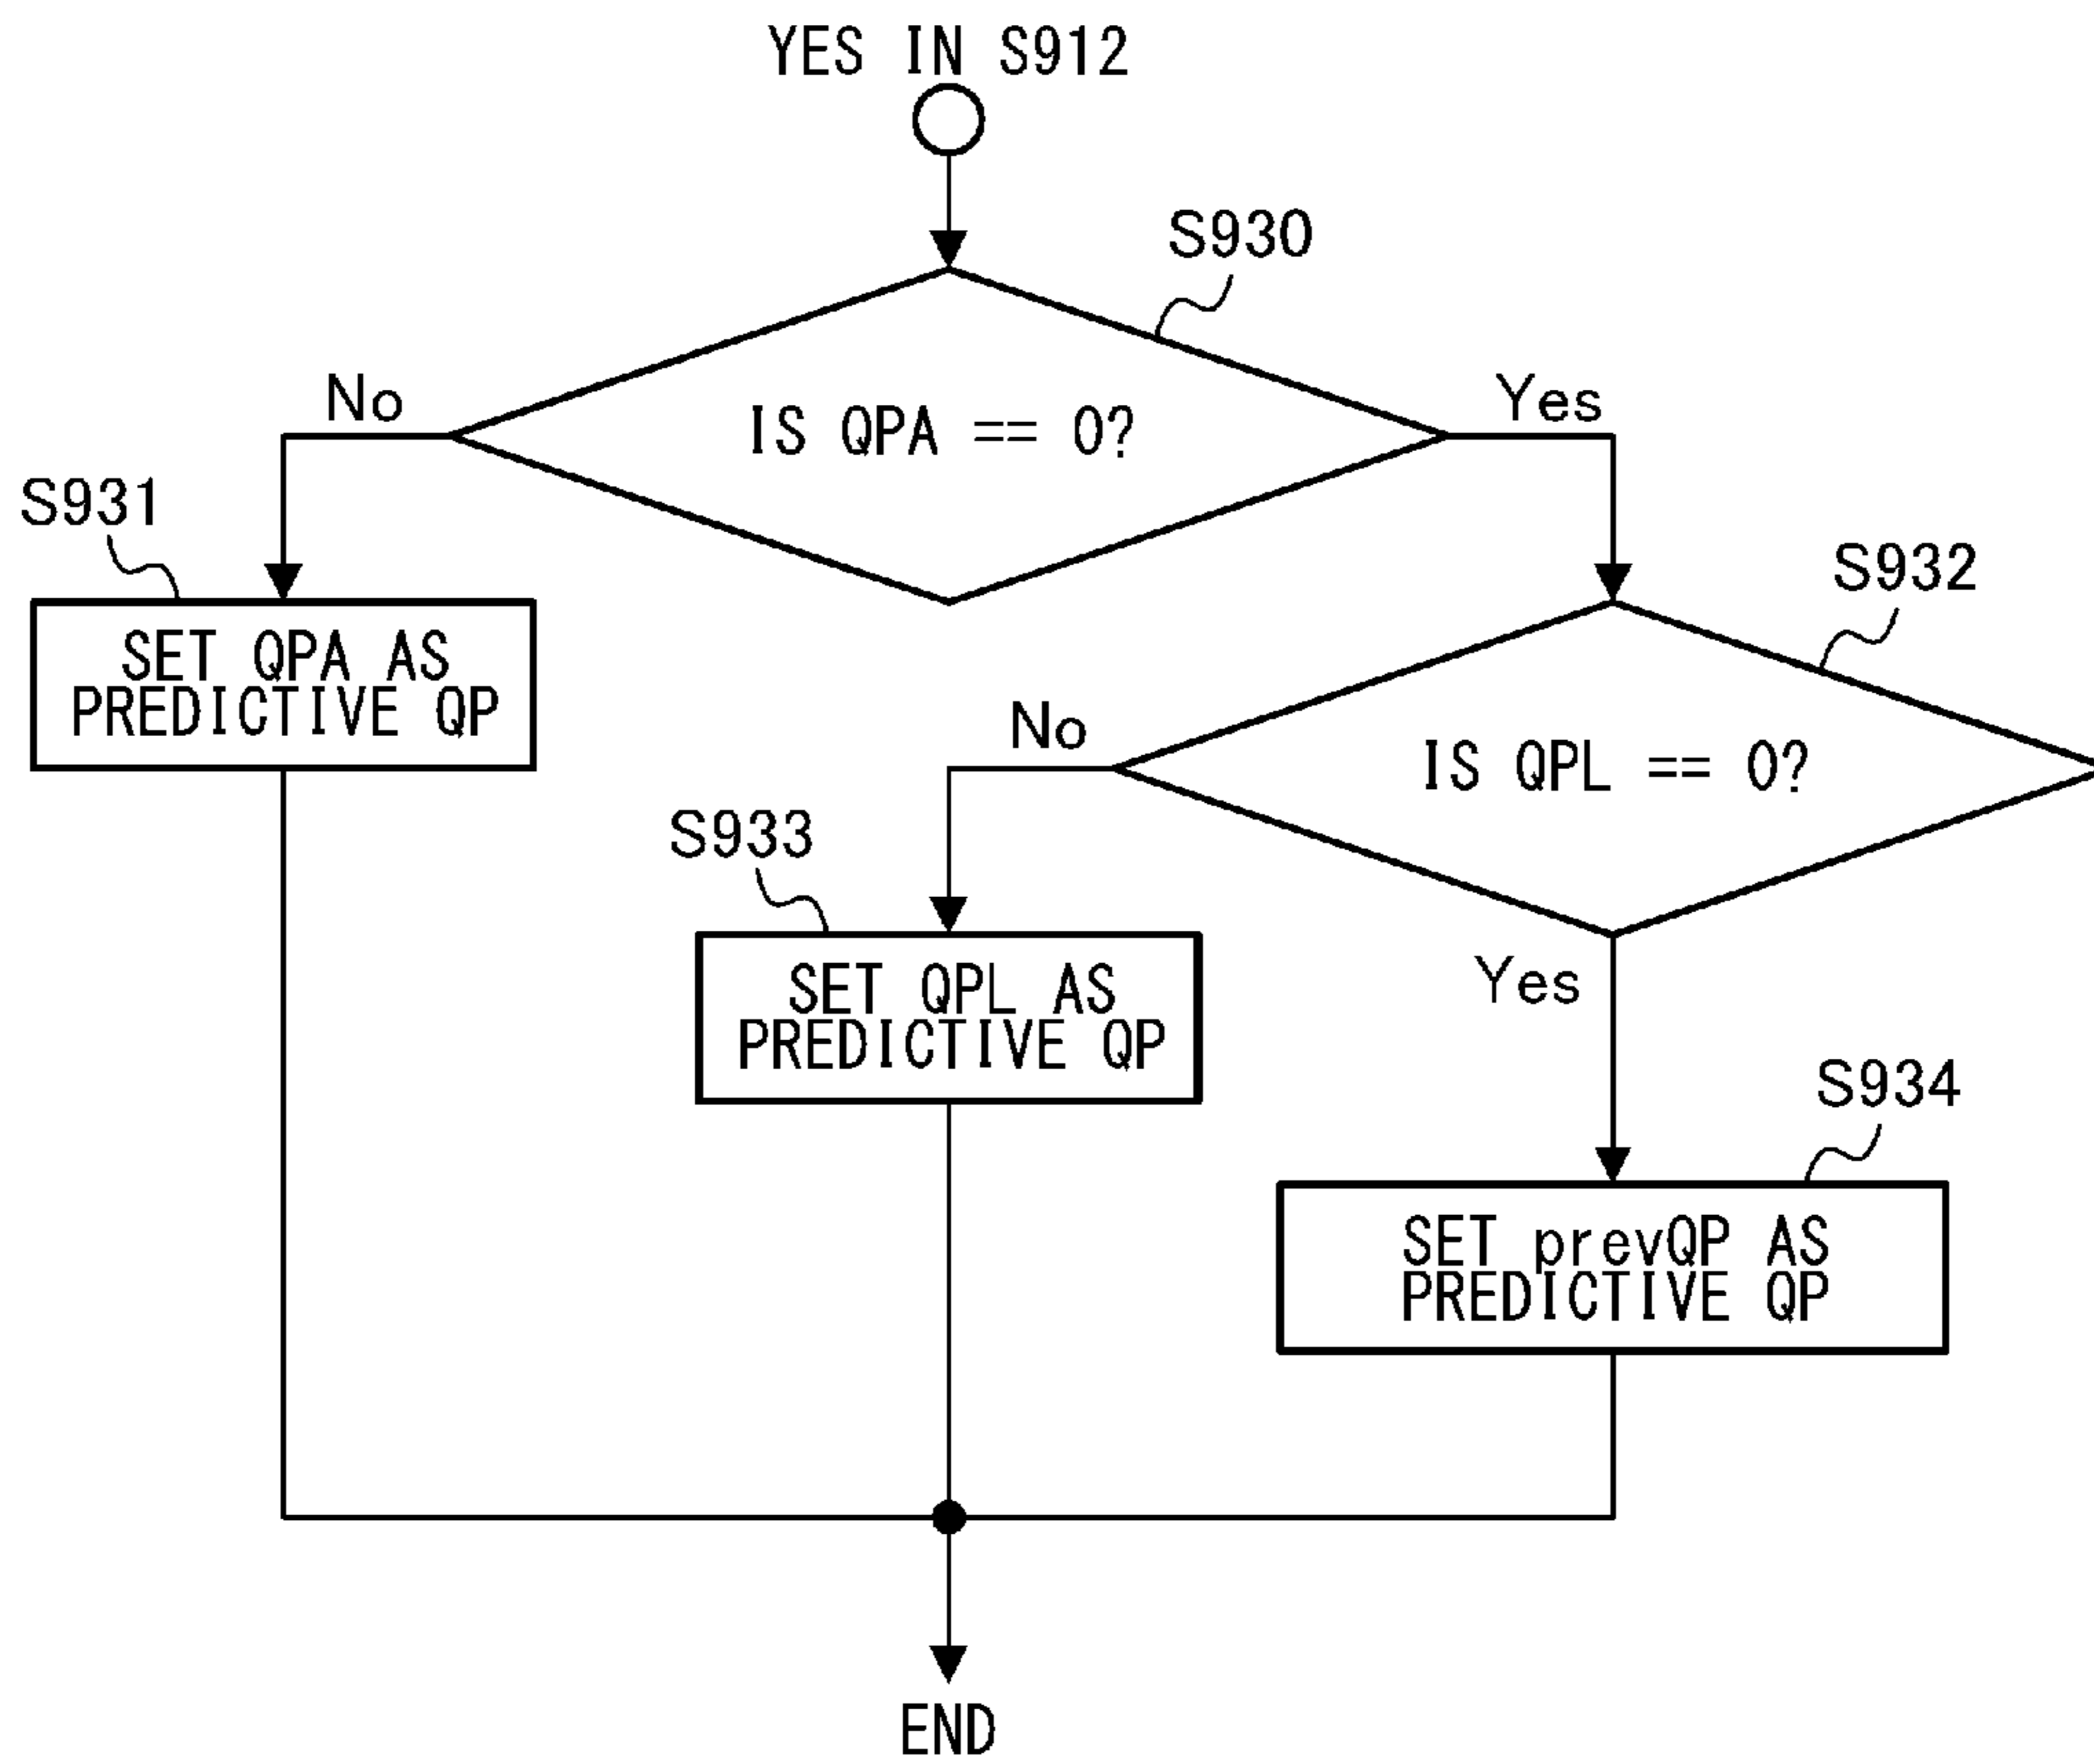 YES IN S912
S930
No
IS QPA == 0?
Yes
S931
SET QPA AS
PREDICTIVE QP
S932
No
IS QPL == 0?
S933
SET QPL AS
PREDICTIVE QP
Yes
S934
SET prevQP AS
PREDICTIVE QP
END